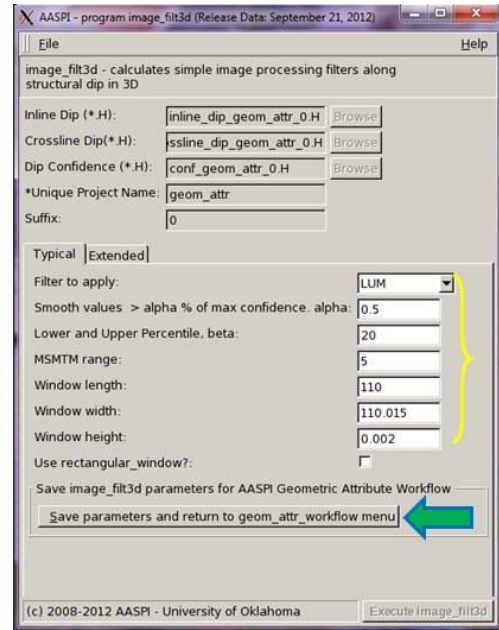 AASPI - program image_filt3d (Release Data: September 21, 2012)
File Help
image_filt3d - calculates simple image processing filters along
structural dip in 3D
Inline Dip (*.H): inline_dip_geom_attr_0.H Browse
Crossline Dip(*.H): ossline_dip_geom_attr_0.H Browse
Dip Confidence (*.H): conf_geom_attr_0.H Browse
*Unique Project Name: geom_attr
Suffix: 0
Typical Extended
Filter to apply: LUM
Smooth values > alpha % of max confidence. alpha: 0.5
Lower and Upper Percentile, beta: 20
MSMTM range: 5
Window length: 110
Window width: 110.015
Window height: 0.002
Use rectangular_window?:
Save image_filt3d parameters for AASPI Geometric Attribute Workflow
Save parameters and return to geom_attr_workflow menu
(c) 2008-2012 AASPI - University of Oklahoma Execute image_filt3d